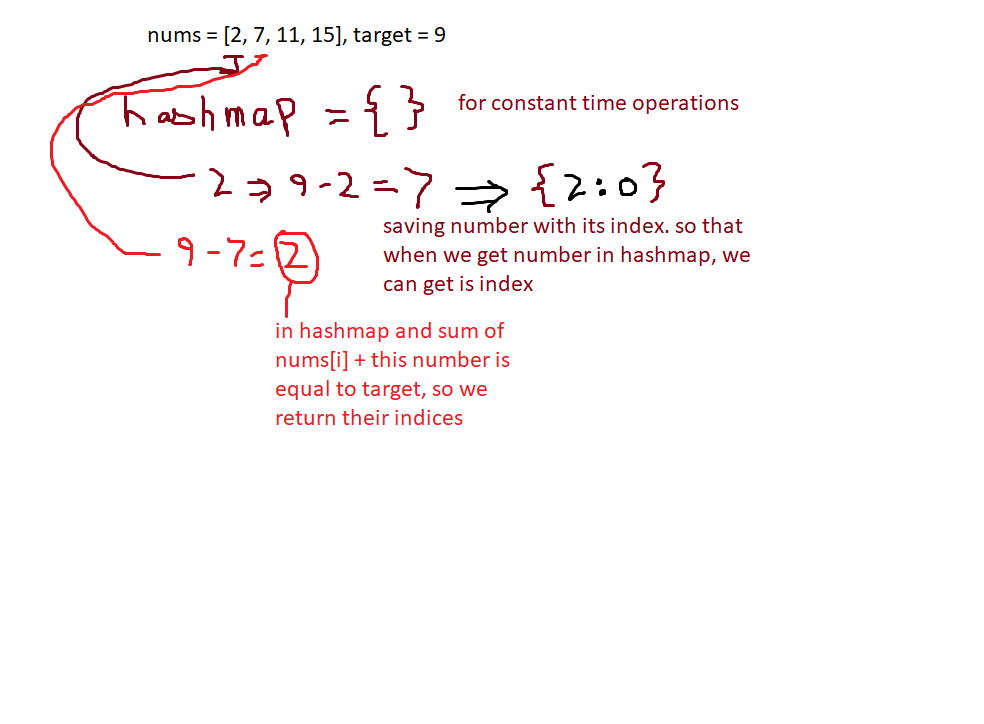 nums = [2, 7, 11, 15], target = 9
I I
hashmap = { } for constant time operations
2 ⇒ 9 - 2 = 7 ⇒ {2:0}
saving number with its index. so that
when we get number in hashmap, we
can get is index
9 - 7 = 2
in hashmap and sum of
nums[i] + this number is
equal to target, so we
return their indices